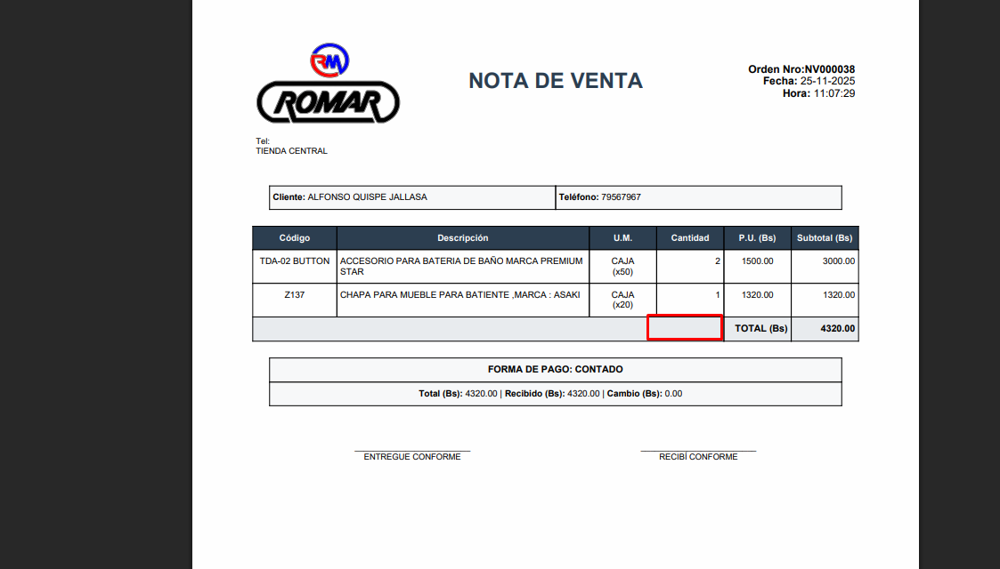 RM
ROMAR
NOTA DE VENTA
Orden Nro:NV000038
Fecha: 25-11-2025
Hora: 11:07:29
Tel:
TIENDA CENTRAL
Cliente: ALFONSO QUISPE JALLASA Teléfono: 79567967
Código Descripción U.M. Cantidad P.U. (Bs) Subtotal (Bs)
TDA-02 BUTTON ACCESORIO PARA BATERIA DE BAÑO MARCA PREMIUM CAJA 2 1500.00 3000.00
STAR (x50)
Z137 CHAPA PARA MUEBLE PARA BATIENTE ,MARCA : ASAKI CAJA 1 1320.00 1320.00
(x20)
TOTAL (Bs) 4320.00
FORMA DE PAGO: CONTADO
Total (Bs): 4320.00 | Recibido (Bs): 4320.00 | Cambio (Bs): 0.00
ENTREGUE CONFORME RECIBÍ CONFORME